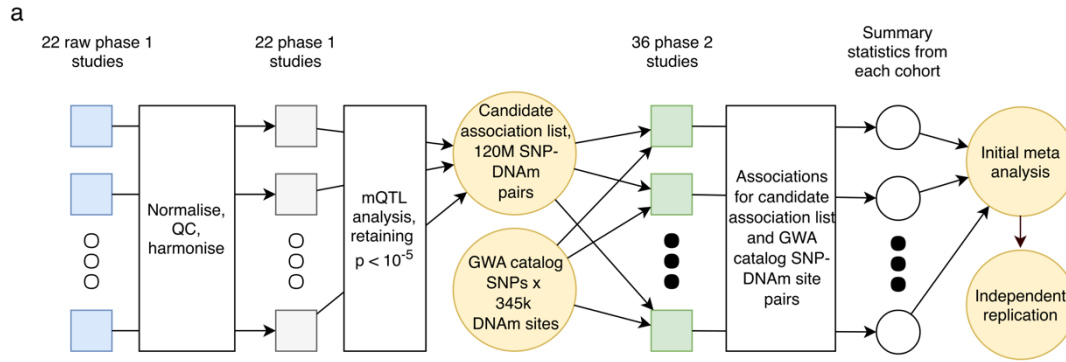 a
22 raw phase 1
studies
22 phase 1
studies
36 phase 2
studies
Summary
statistics from
each cohort
Normalise,
QC,
harmonise
mQTL
analysis,
retaining
p < 10⁻⁵
Candidate
association list,
120M SNP-
DNAm
pairs
GWA catalog
SNPs x
345k
DNAm sites
Associations
for candidate
association list
and GWA
catalog SNP-
DNAm site
pairs
Initial meta
analysis
Independent
replication